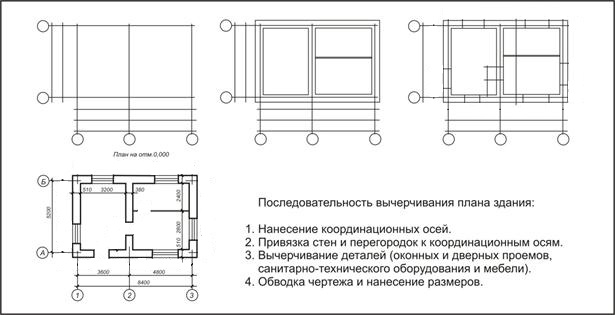 План на отм.0,000
Б
510 3200 380
2400
5200
2800
510
А
3600 4800
8400
1 2 3
Последовательность вычерчивания плана здания:
1. Нанесение координационных осей.
2. Привязка стен и перегородок к координационным осям.
3. Вычерчивание деталей (оконных и дверных проемов,
санитарно-технического оборудования и мебели).
4. Обводка чертежа и нанесение размеров.